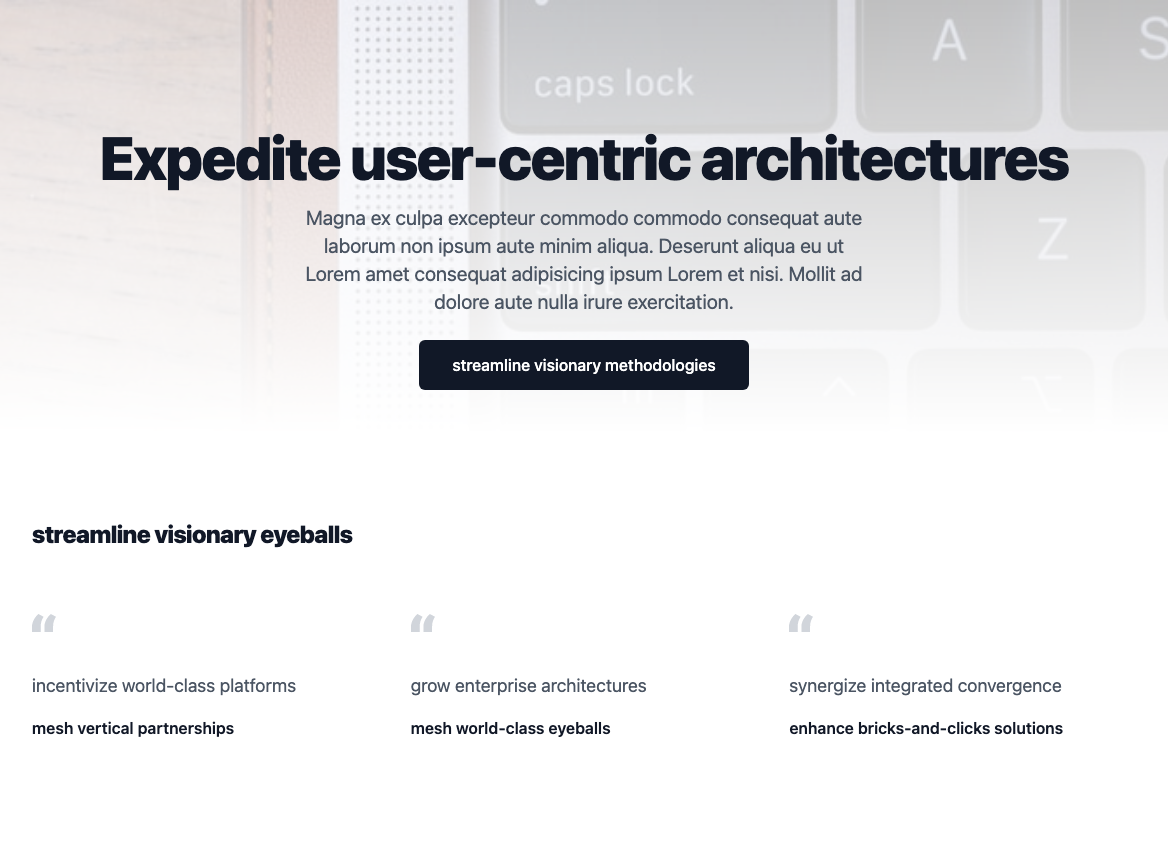 caps lock
A
S
Expedite user-centric architectures
Z
Magna ex culpa excepteur commodo commodo consequat aute
laborum non ipsum aute minim aliqua. Deserunt aliqua eu ut
Lorem amet consequat adipisicing ipsum Lorem et nisi. Mollit ad
shift
dolore aute nulla irure exercitation.
streamline visionary methodologies
streamline visionary eyeballs
“ “ “
incentivize world-class platforms grow enterprise architectures synergize integrated convergence
mesh vertical partnerships mesh world-class eyeballs enhance bricks-and-clicks solutions